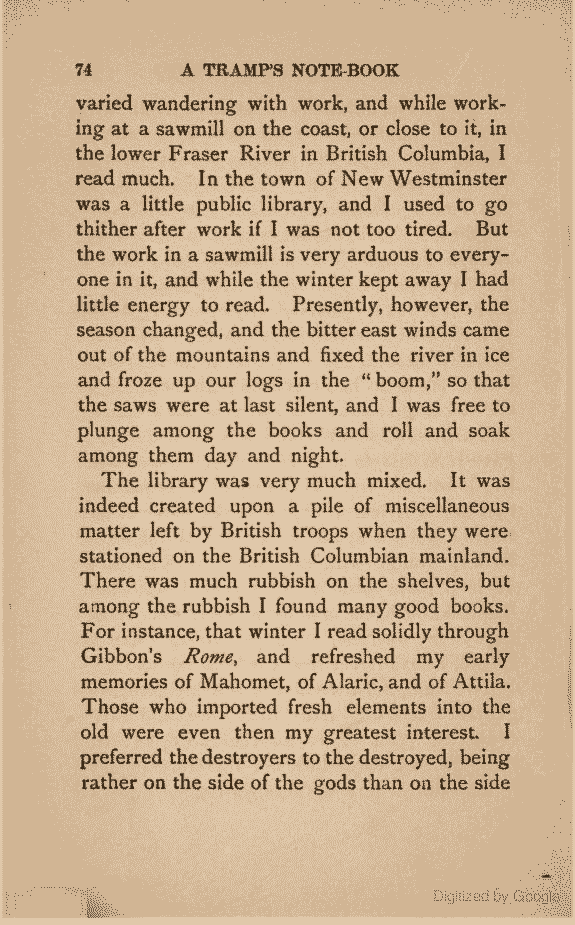 74 A TRAMP'S NOTE-BOOK
varied wandering with work, and while work-
ing at a sawmill on the coast, or close to it, in
the lower Fraser River in British Columbia, I
read much. In the town of New Westminster
was a little public library, and I used to go
thither after work if I was not too tired. But
the work in a sawmill is very arduous to every-
one in it, and while the winter kept away I had
little energy to read. Presently, however, the
season changed, and the bitter east winds came
out of the mountains and fixed the river in ice
and froze up our logs in the "boom," so that
the saws were at last silent, and I was free to
plunge among the books and roll and soak
among them day and night.
The library was very much mixed. It was
indeed created upon a pile of miscellaneous
matter left by British troops when they were
stationed on the British Columbian mainland.
There was much rubbish on the shelves, but
among the rubbish I found many good books.
For instance, that winter I read solidly through
Gibbon's Rome, and refreshed my early
memories of Mahomet, of Alaric, and of Attila.
Those who imported fresh elements into the
old were even then my greatest interest. I
preferred the destroyers to the destroyed, being
rather on the side of the gods than on the side
Digitized by Google